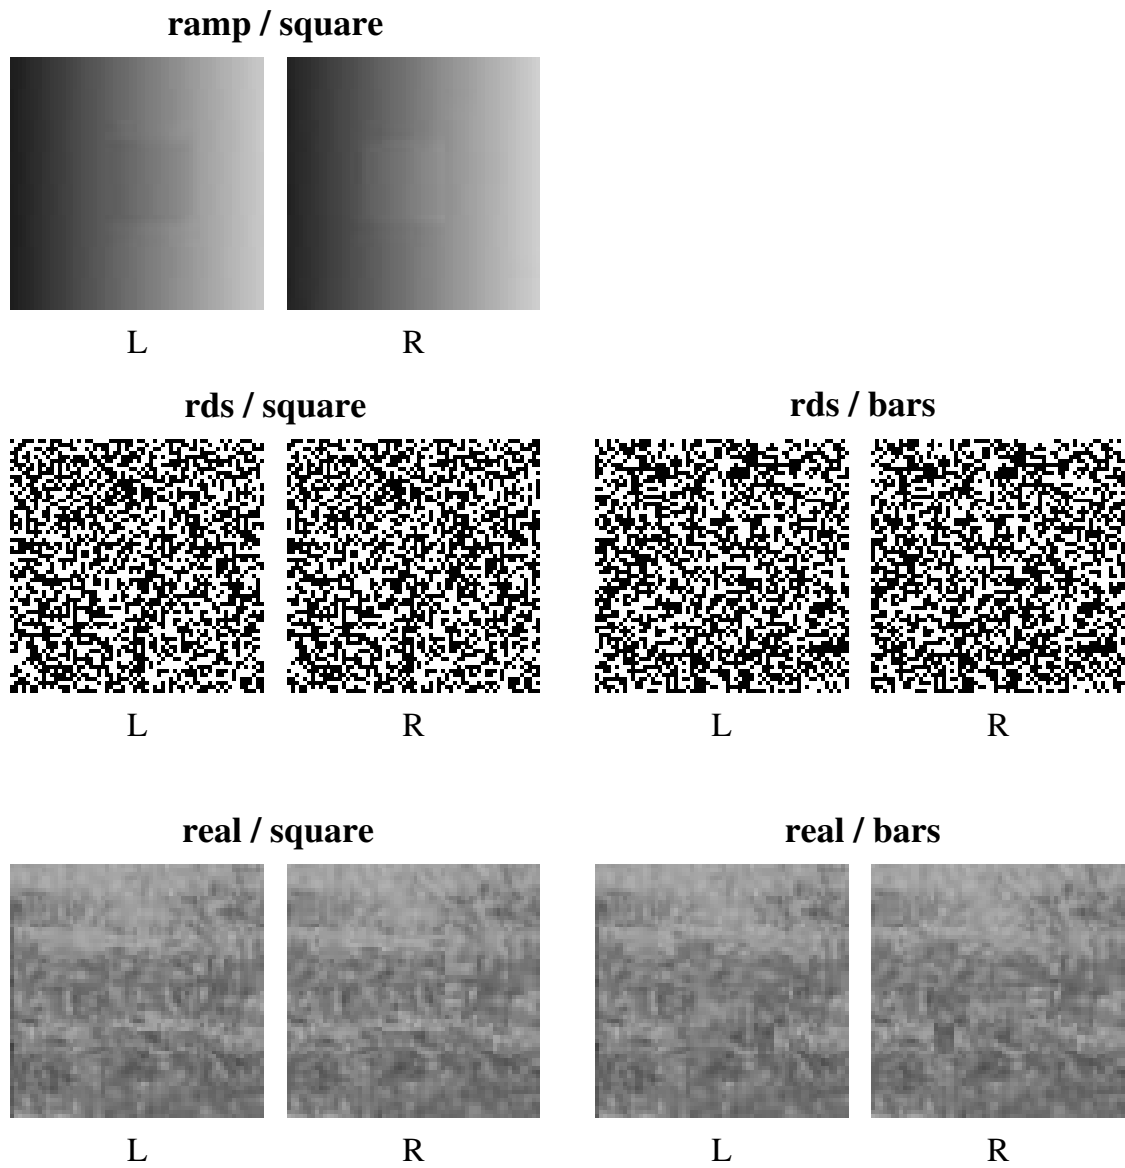 ramp / square
L R
rds / square rds / bars
L R L R
real / square real / bars
L R L R